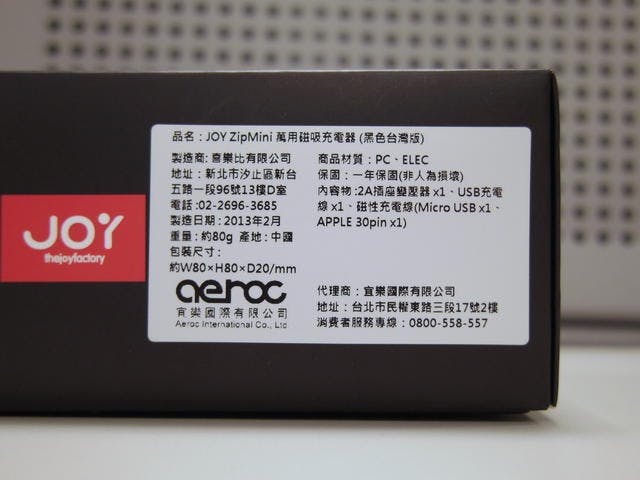 品名：JOY ZipMini 萬用磁吸充電器 (黑色台灣版)
製造商: 喜樂比有限公司
地址：新北市汐止區新台
五路一段96號13樓D室
電話:02-2696-3685
製造日期：2013年2月
重量：約80g 產地：中國
包裝尺寸：
約W80×H80×D20/mm
aeroc
宜樂國際有限公司
Aeroc International Co., Ltd
商品材質：PC、ELEC
保固：一年保固(非人為損壞)
內容物:2A插座變壓器 x1、USB充電
線 x1、磁性充電線(Micro USB x1、
APPLE 30pin x1)
代理商：宜樂國際有限公司
地址：台北市民權東路三段17號2樓
消費者服務專線：0800-558-557
JOY
thejoyfactory